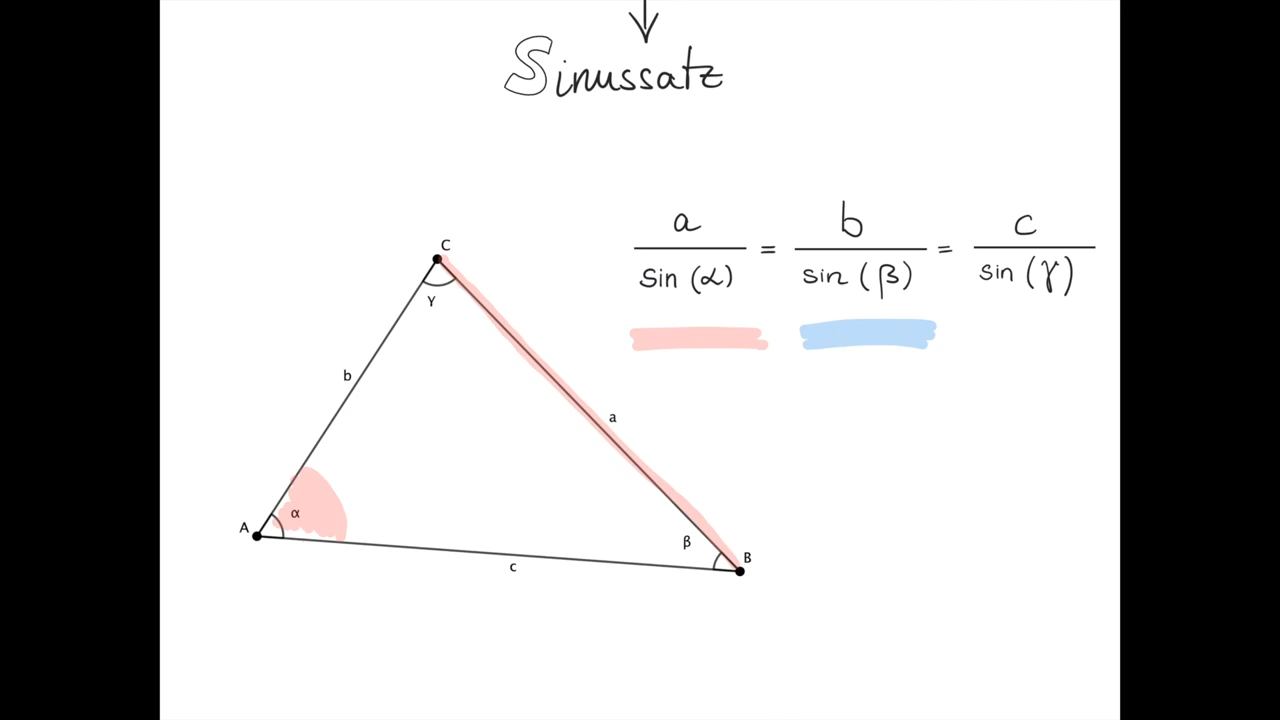 Sinussatz
a / sin (α) = b / sin (β) = c / sin (γ)
C
γ
b
a
A
α
β
B
c